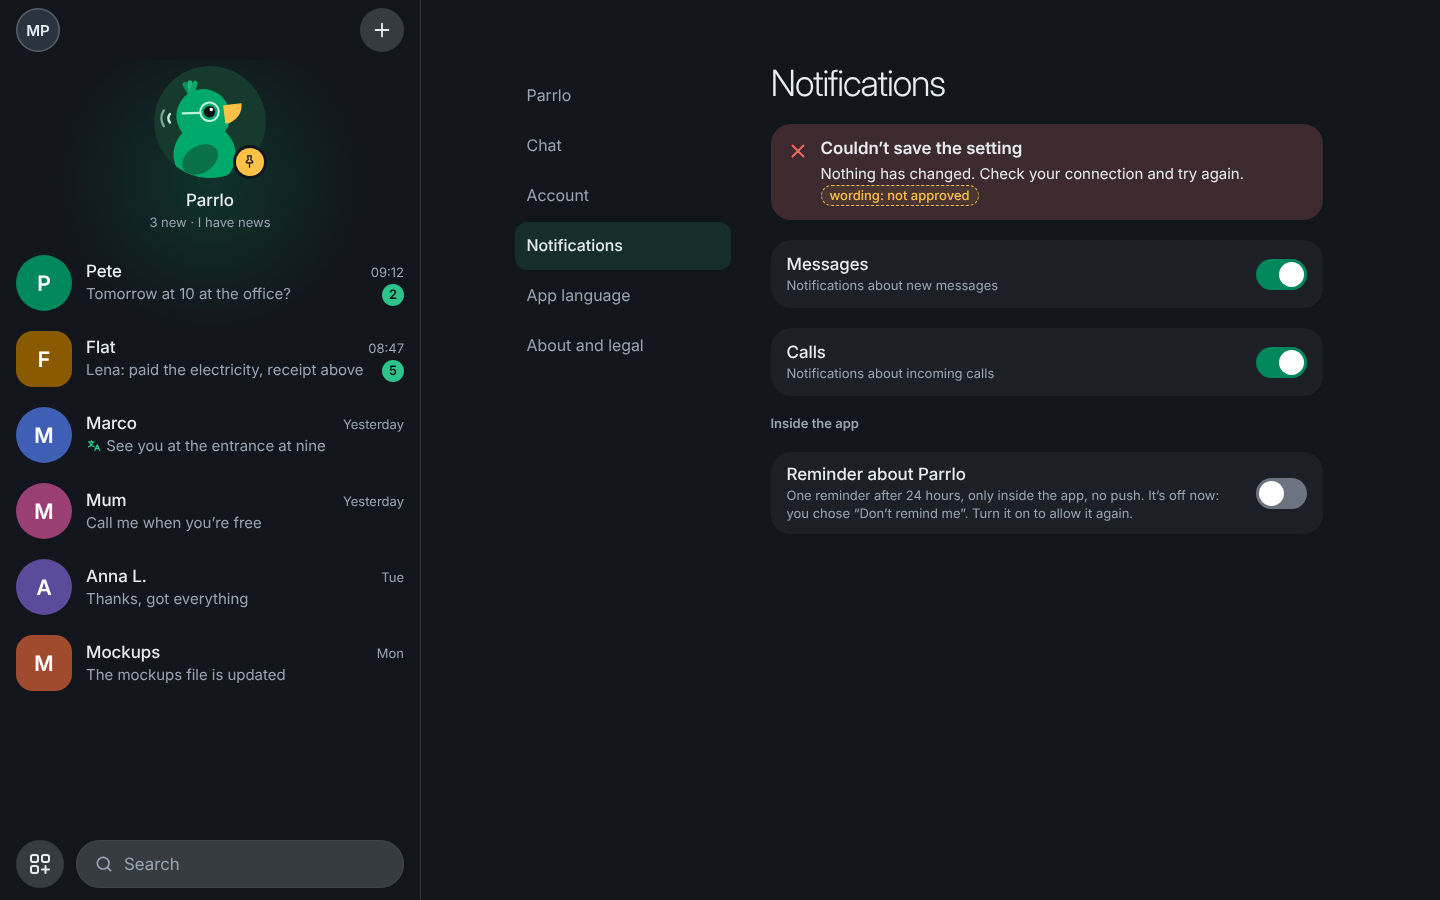 MP
Parrlo
3 new · I have news
P
Pete
09:12
Tomorrow at 10 at the office?
2
F
Flat
08:47
Lena: paid the electricity, receipt above
5
M
Marco
Yesterday
See you at the entrance at nine
M
Mum
Yesterday
Call me when you’re free
A
Anna L.
Tue
Thanks, got everything
M
Mockups
Mon
The mockups file is updated
Search
Parrlo
Chat
Account
Notifications
App language
About and legal
Notifications
Couldn’t save the setting
Nothing has changed. Check your connection and try again.
wording: not approved
Messages
Notifications about new messages
Calls
Notifications about incoming calls
Inside the app
Reminder about Parrlo
One reminder after 24 hours, only inside the app, no push. It’s off now:
you chose “Don’t remind me”. Turn it on to allow it again.